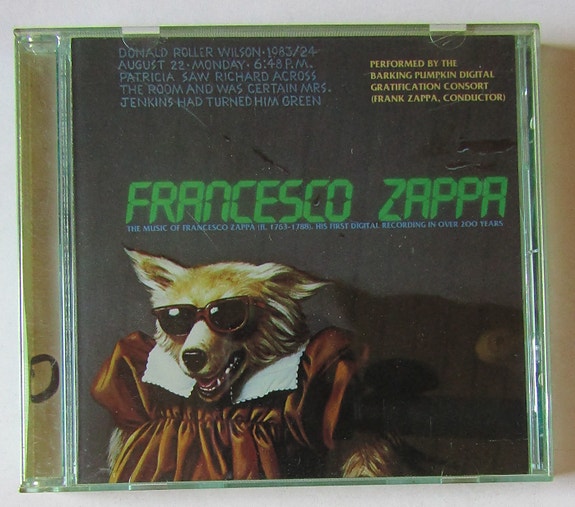 DONALD ROLLER WILSON · 1983/24
AUGUST 22 · MONDAY · 6:48 P.M.
PATRICIA SAW RICHARD ACROSS
THE ROOM AND WAS CERTAIN MRS.
JENKINS HAD TURNED HIM GREEN
PERFORMED BY THE
BARKING PUMPKIN DIGITAL
GRATIFICATION CONSORT
(FRANK ZAPPA, CONDUCTOR)
FRANCESCO ZAPPA
THE MUSIC OF FRANCESCO ZAPPA (fl. 1763-1788). HIS FIRST DIGITAL RECORDING IN OVER 200 YEARS